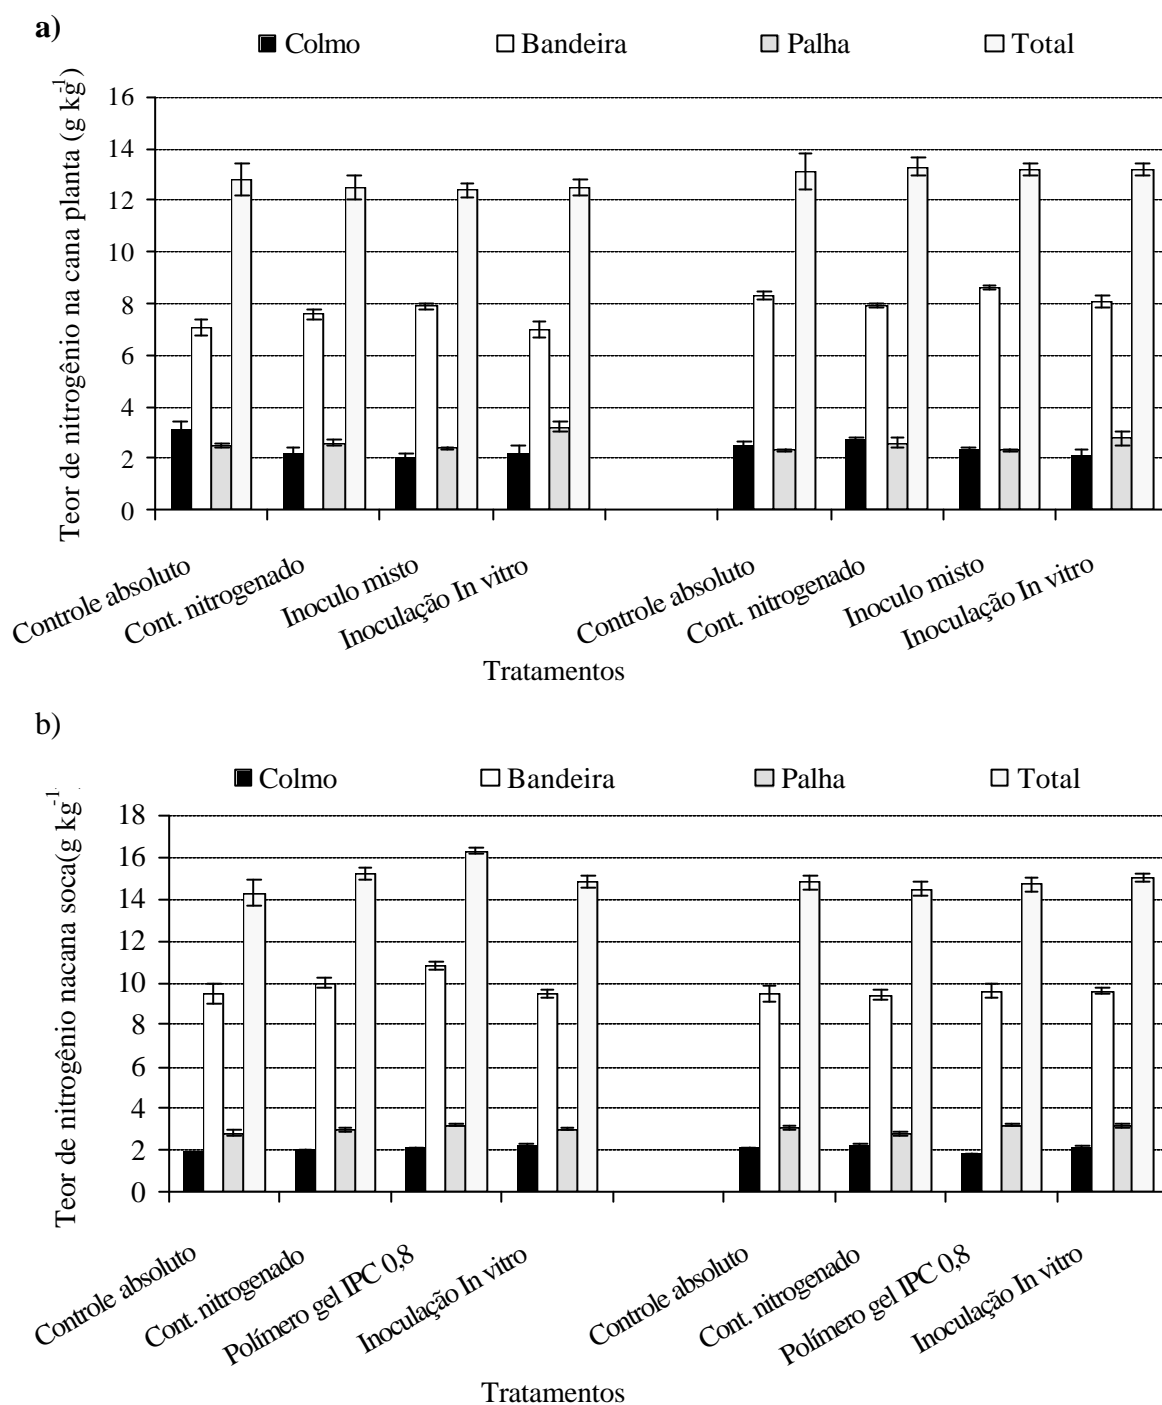 a)
Colmo Bandeira Palha Total
Teor de nitrogênio na cana planta (g kg-1)
16
14
12
10
8
6
4
2
0
Controle absoluto Cont. nitrogenado Inoculo misto Inoculação In vitro Controle absoluto Cont. nitrogenado Inoculo misto Inoculação In vitro
Tratamentos
b)
Colmo Bandeira Palha Total
Teor de nitrogênio nacana soca(g kg-1
18
16
14
12
10
8
6
4
2
0
Controle absoluto Cont. nitrogenado Polímero gel IPC 0,8 Inoculação In vitro Controle absoluto Cont. nitrogenado Polímero gel IPC 0,8 Inoculação In vitro
Tratamentos